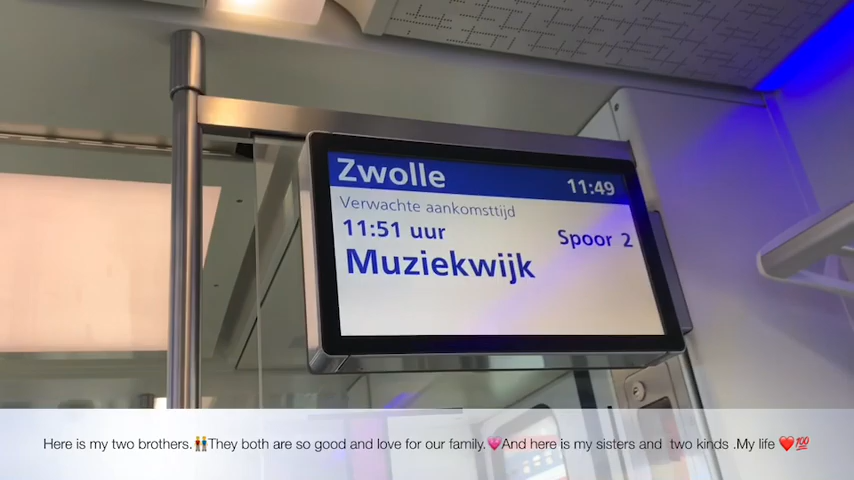 Zwolle 11:49
Verwachte aankomsttijd
11:51 uur Spoor 2
Muziekwijk
Here is my two brothers.👬They both are so good and love for our family.💗And here is my sisters and two kinds .My life ❤️💯